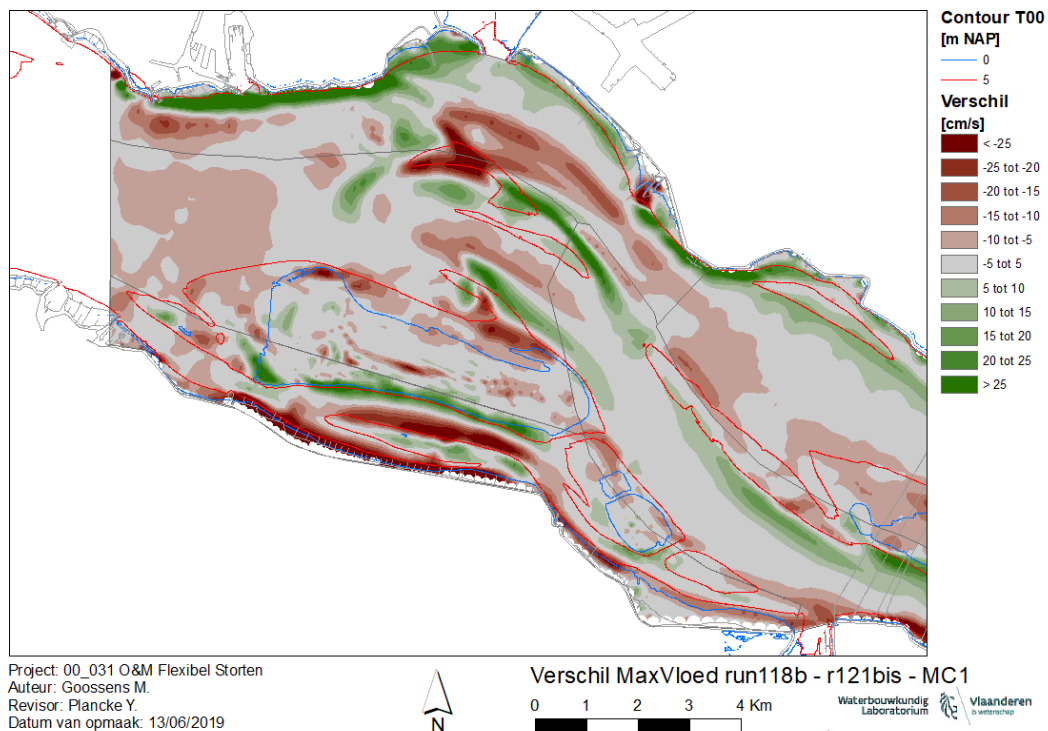 Contour T00
[m NAP]
0
5
Verschil
[cm/s]
< -25
-25 tot -20
-20 tot -15
-15 tot -10
-10 tot -5
-5 tot 5
5 tot 10
10 tot 15
15 tot 20
20 tot 25
> 25
Project: 00_031 O&M Flexibel Storten
Auteur: Goossens M.
Revisor: Plancke Y.
Datum van opmaak: 13/06/2019
N
Verschil MaxVloed run118b - r121bis - MC1
0 1 2 3 4 Km
Waterbouwkundig
Laboratorium
Vlaanderen
is wetenschap